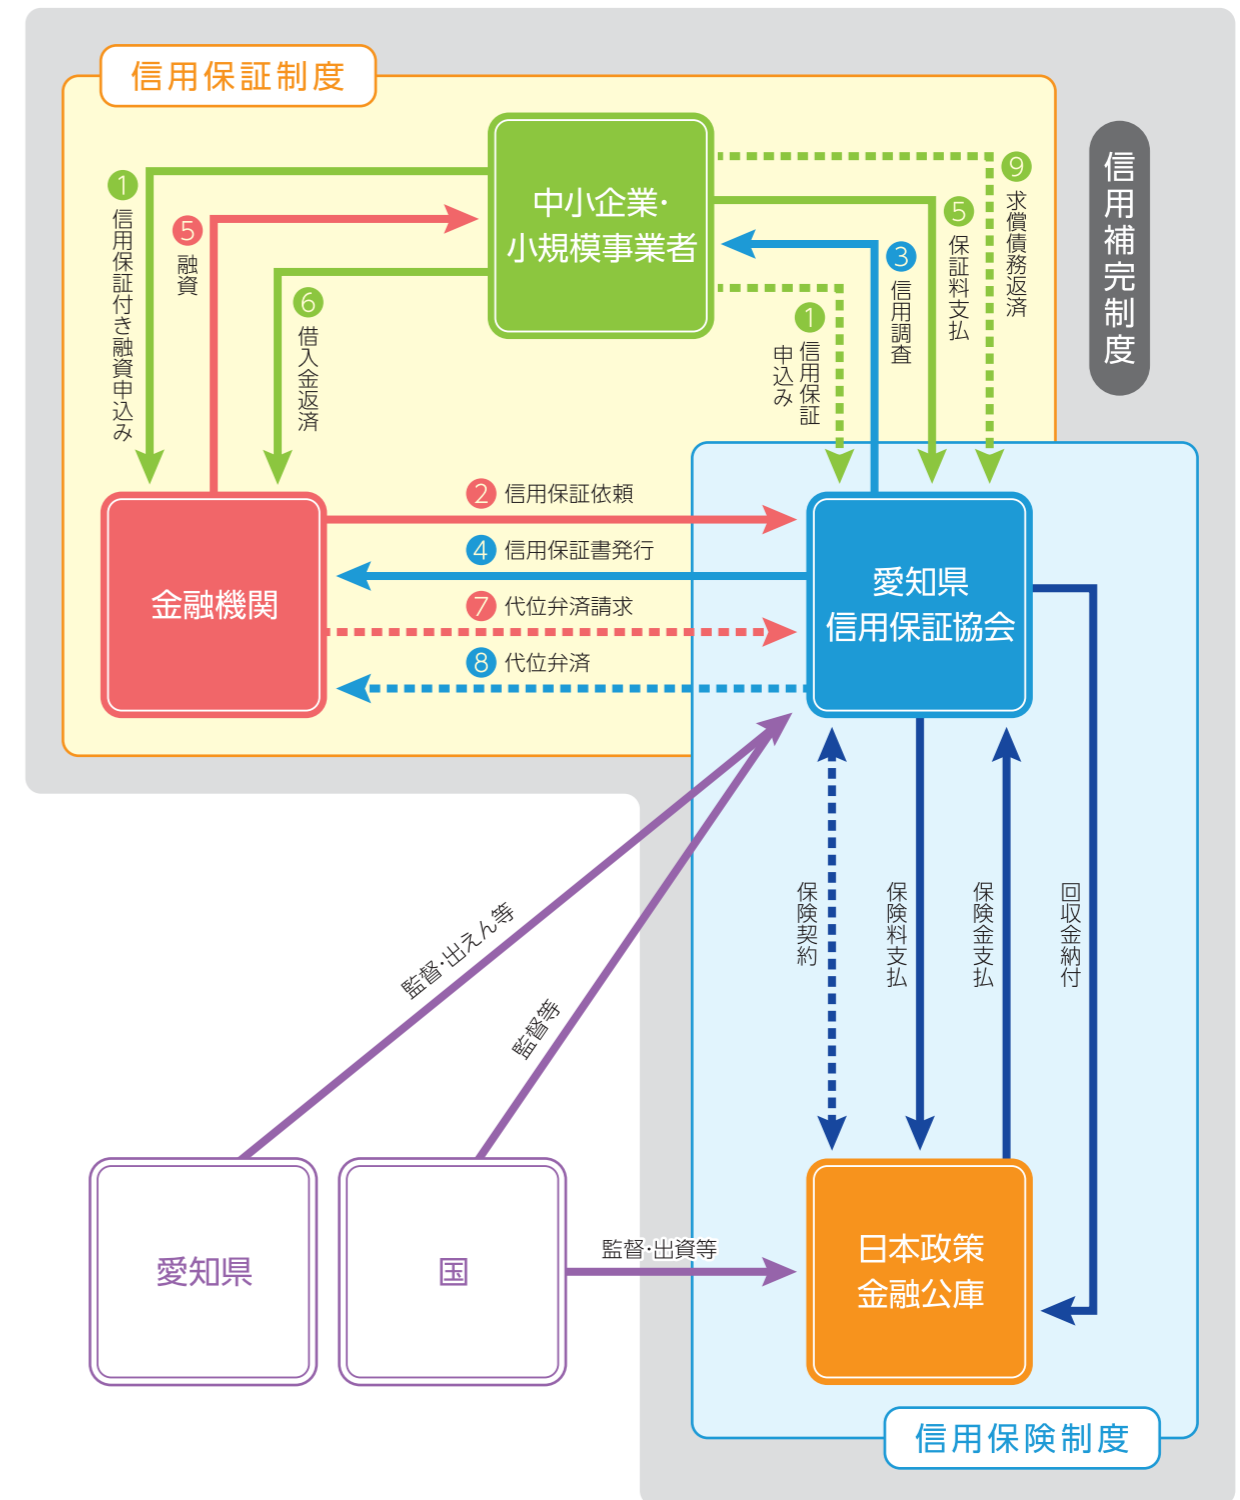 信用保証制度
信用補完制度
中小企業・
小規模事業者
1
信用保証付き融資申込み
5
融資
6
借入金返済
1
信用保証
申込み
3
信用調査
5
保証料支払
9
求償債務返済
2 信用保証依頼
4 信用保証書発行
7 代位弁済請求
8 代位弁済
金融機関
愛知県
信用保証協会
監督・出えん等
監督等
保険契約
保険料支払
保険金支払
回収金納付
愛知県
国
監督・出資等
日本政策
金融公庫
信用保険制度